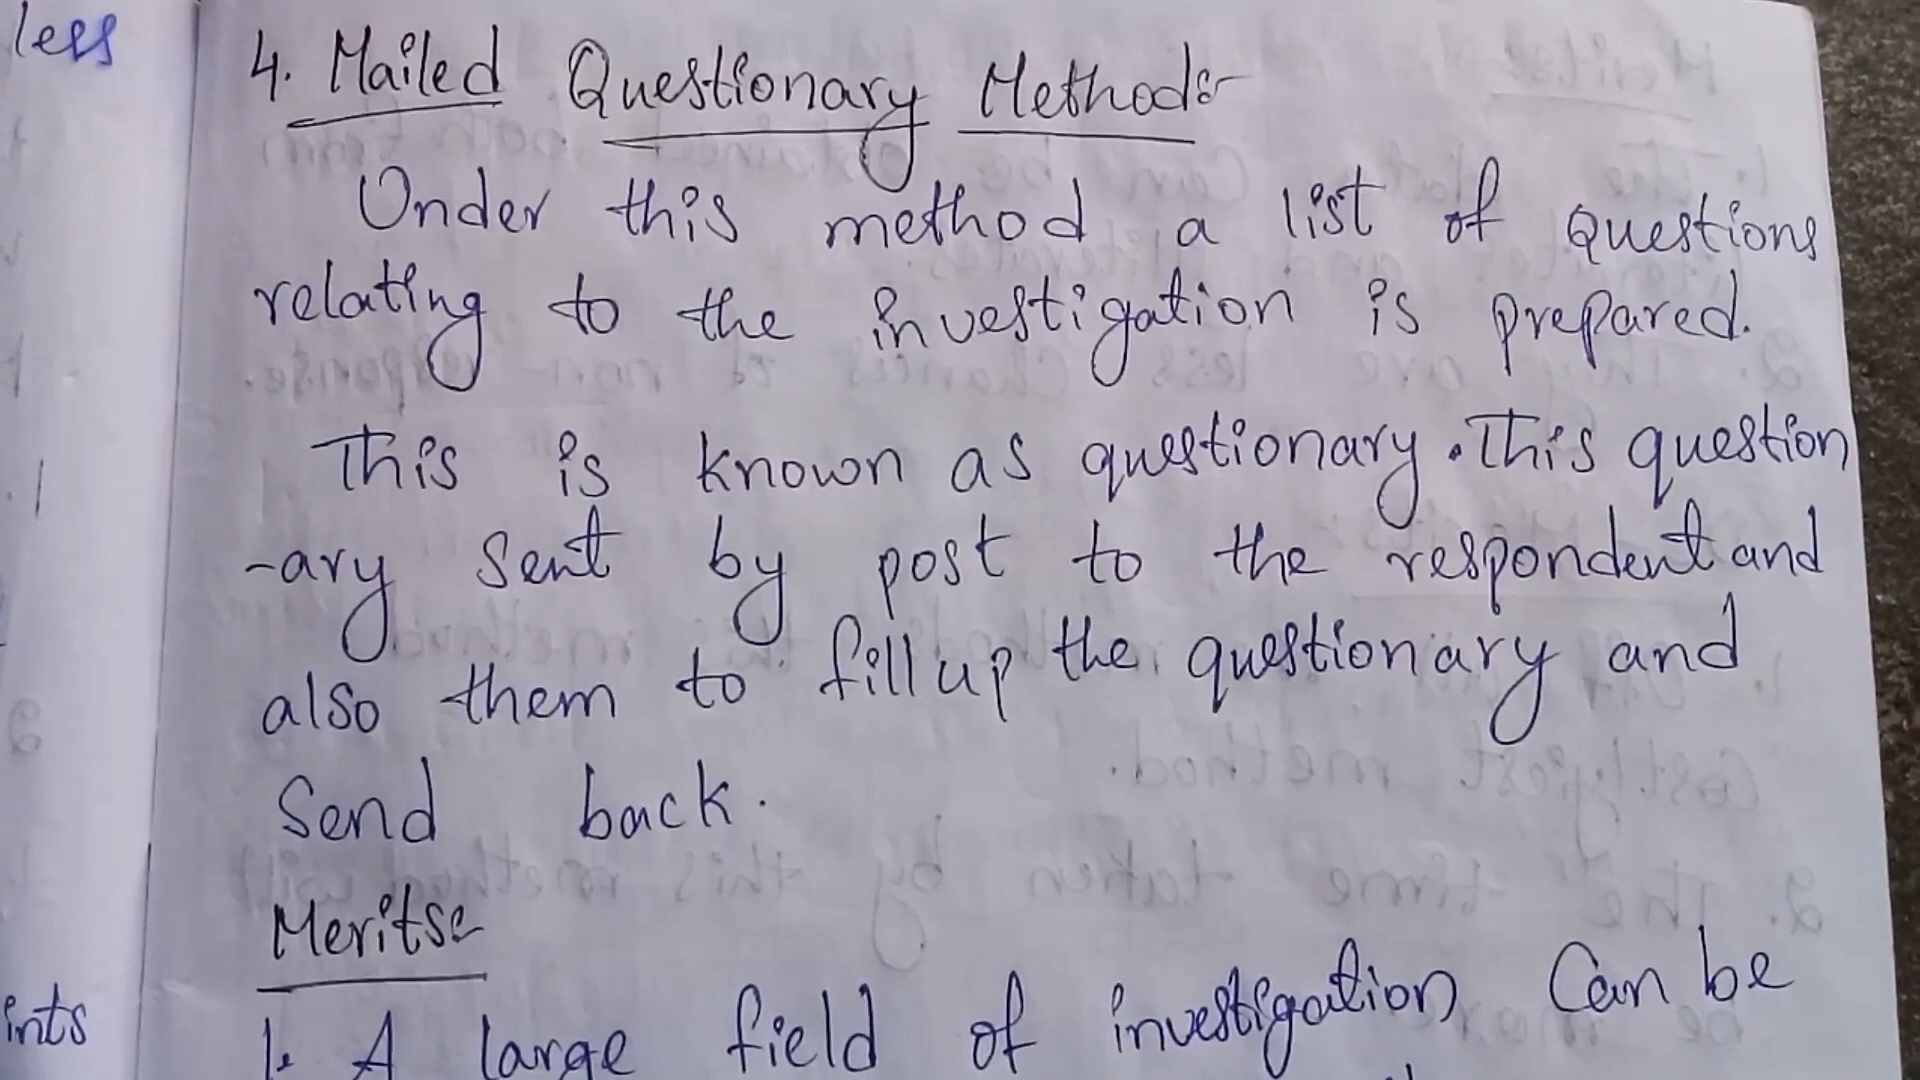 less
4. Mailed Questionary Method:-
Under this method a list of questions
relating to the investigation is prepared.
This is known as questionary. This question
-ary sent by post to the respondent and
also them to fill up the questionary and
Send back.
Merits:-
ints
1. A large field of investigation Can be